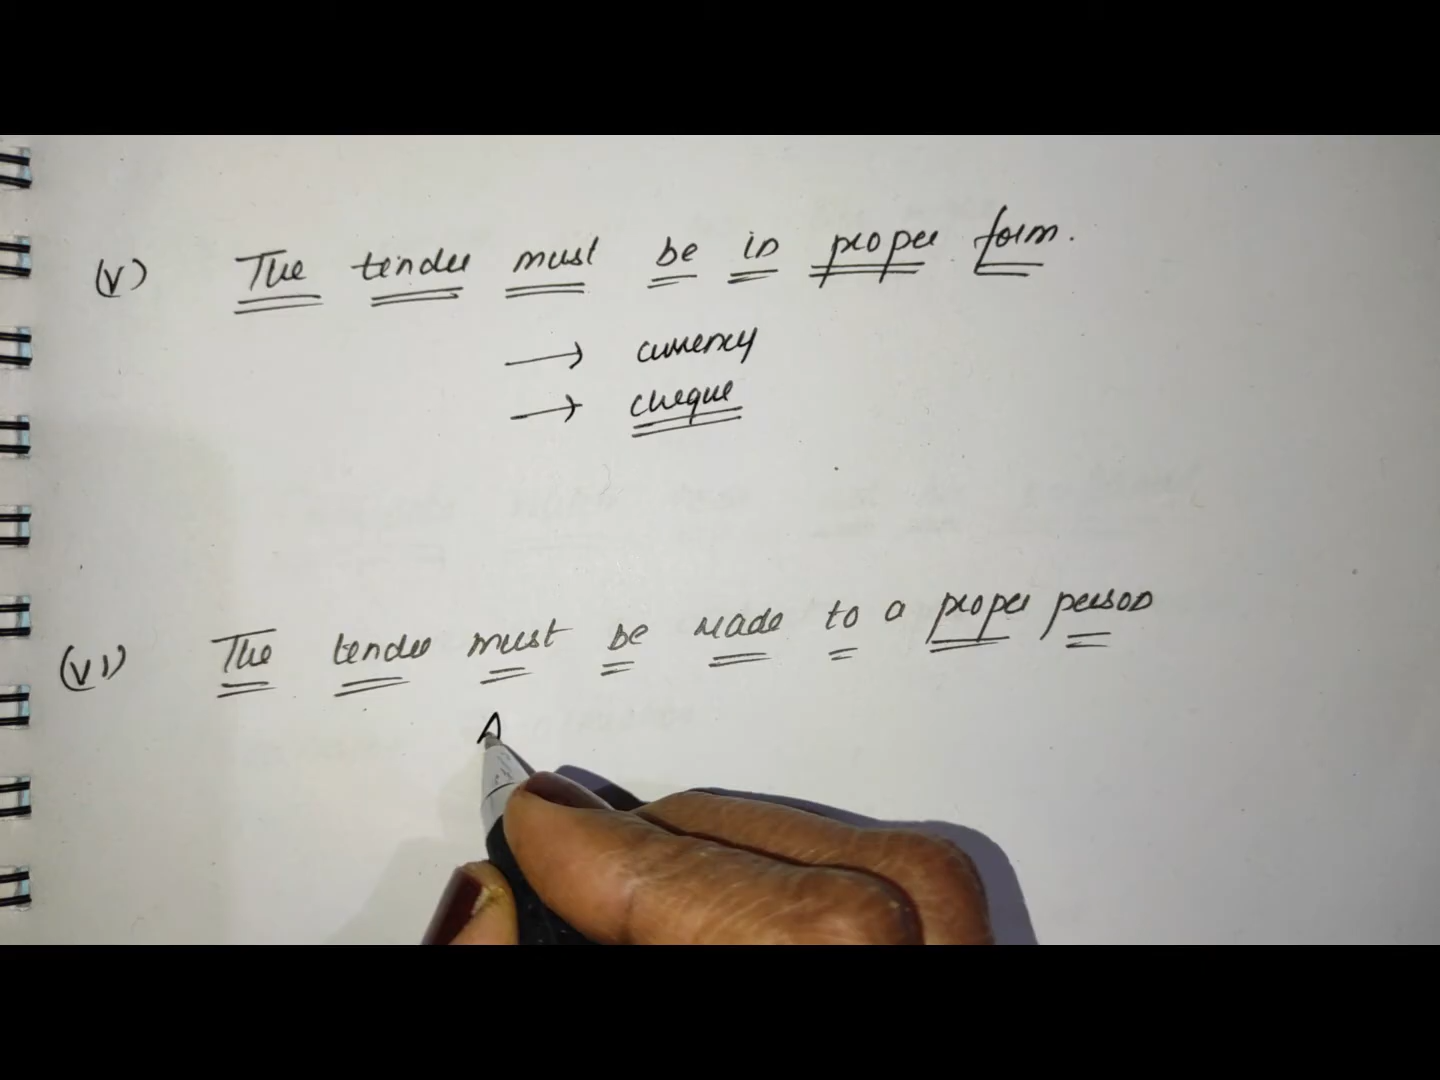 (v) The tender must be in proper form.
→ currency
→ cheque
(vi) The tender must be made to a proper person
A